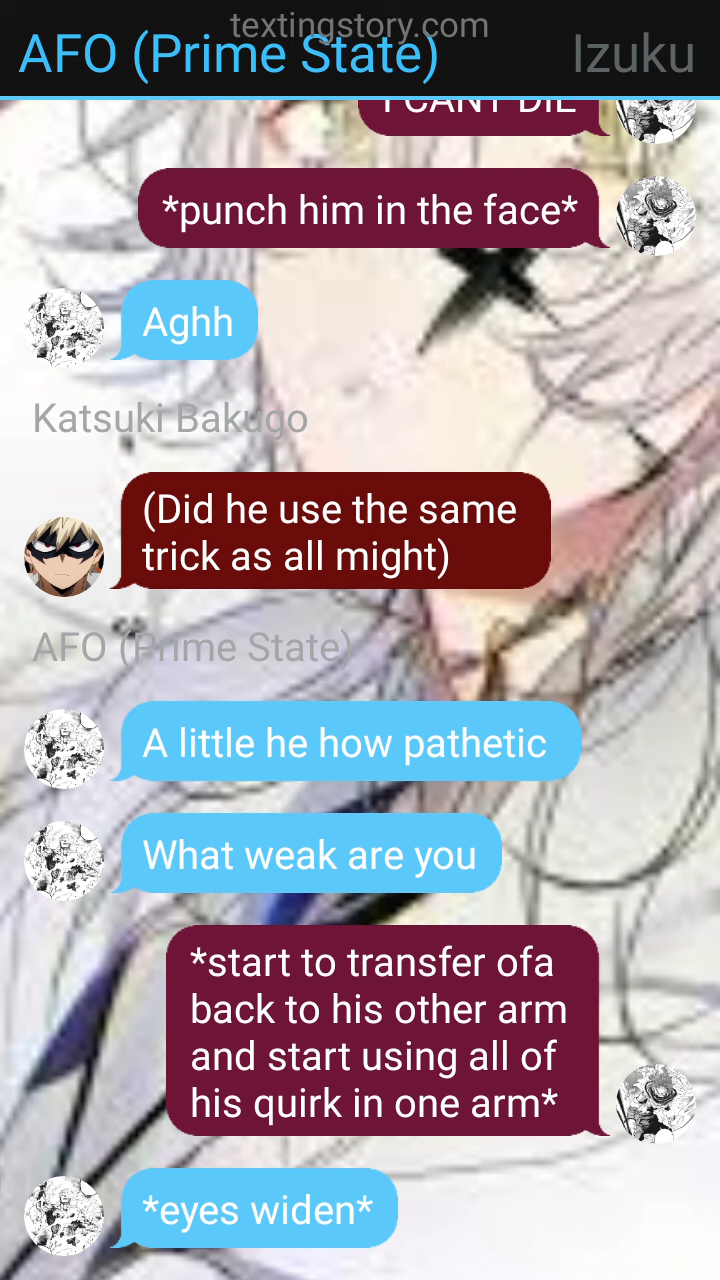 textingstory.com
AFO (Prime State)
Izuku
I CANT DIE
*punch him in the face*
Aghh
Katsuki Bakugo
(Did he use the same
trick as all might)
AFO (Prime State)
A little he how pathetic
What weak are you
*start to transfer ofa
back to his other arm
and start using all of
his quirk in one arm*
*eyes widen*